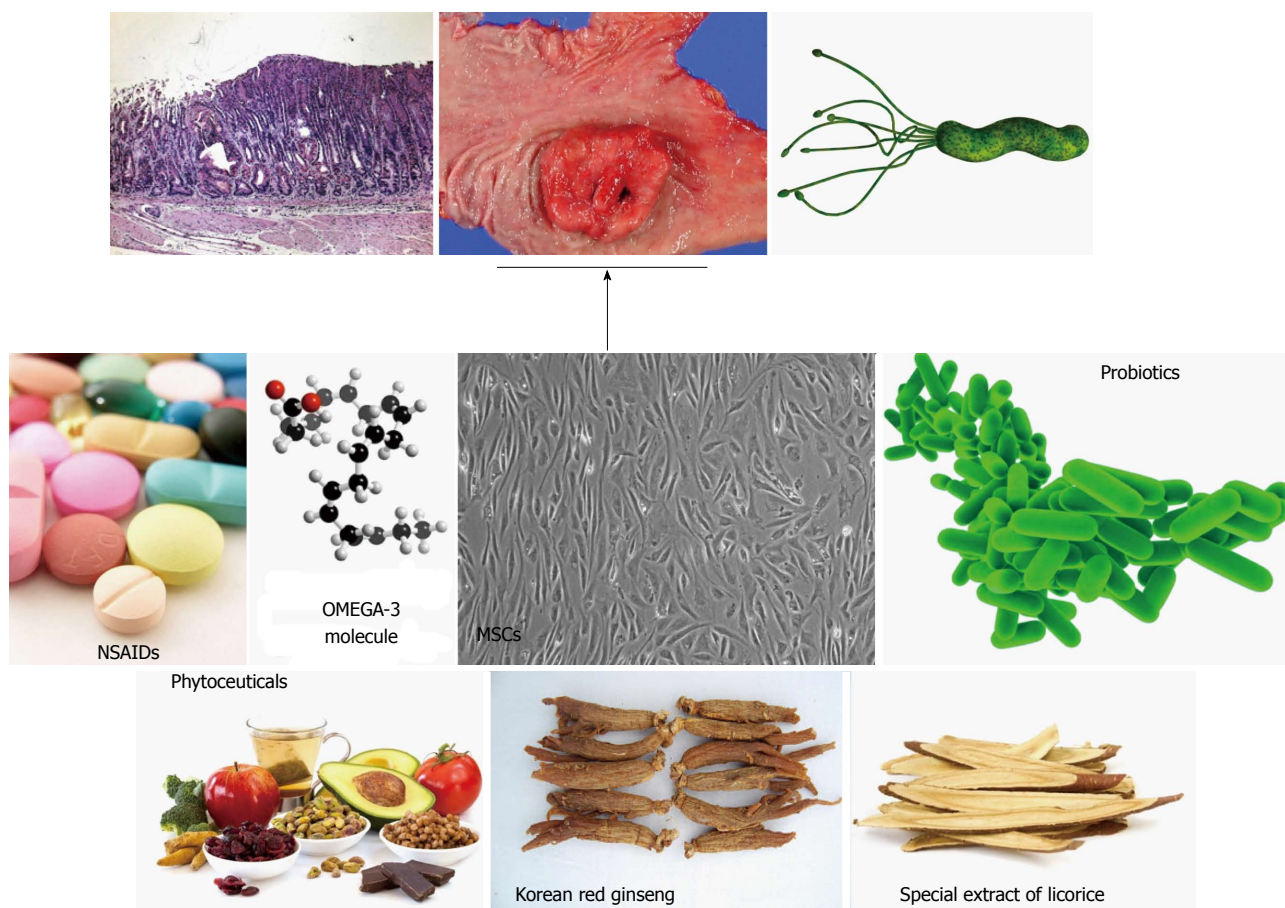 NSAIDs
OMEGA-3
molecule
MSCs
Probiotics
Phytoceuticals
Korean red ginseng
Special extract of licorice